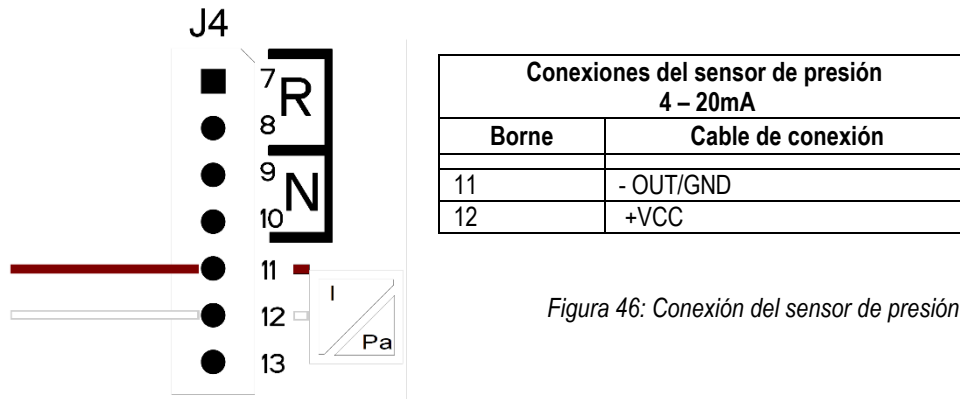 J4
7
R
8
9
N
10
11
12
13
I
Pa
Conexiones del sensor de presión
4 – 20mA
Borne Cable de conexión
11 - OUT/GND
12 +VCC
Figura 46: Conexión del sensor de presión